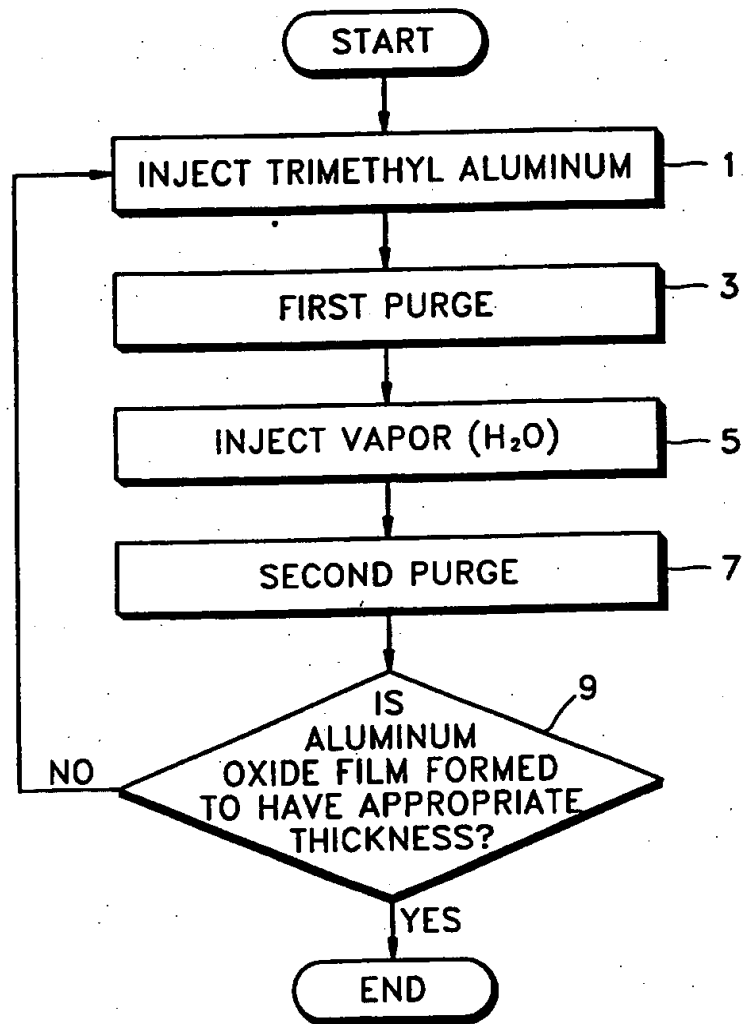 START
INJECT TRIMETHYL ALUMINUM
1
FIRST PURGE
3
INJECT VAPOR (H₂O)
5
SECOND PURGE
7
9
IS
ALUMINUM
OXIDE FILM FORMED
TO HAVE APPROPRIATE
THICKNESS?
NO
YES
END